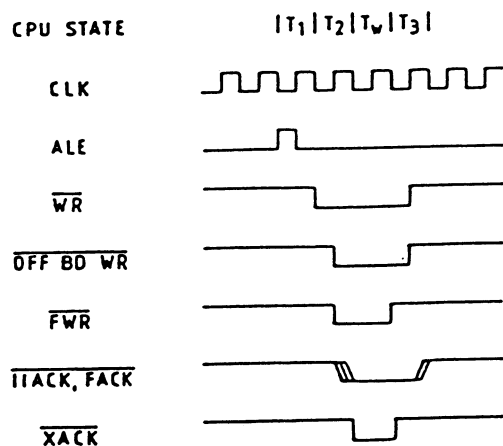 CPU STATE |T1|T2|Tw|T3|
CLK
ALE
WR
OFF BD WR
FWR
IIACK, FACK
XACK